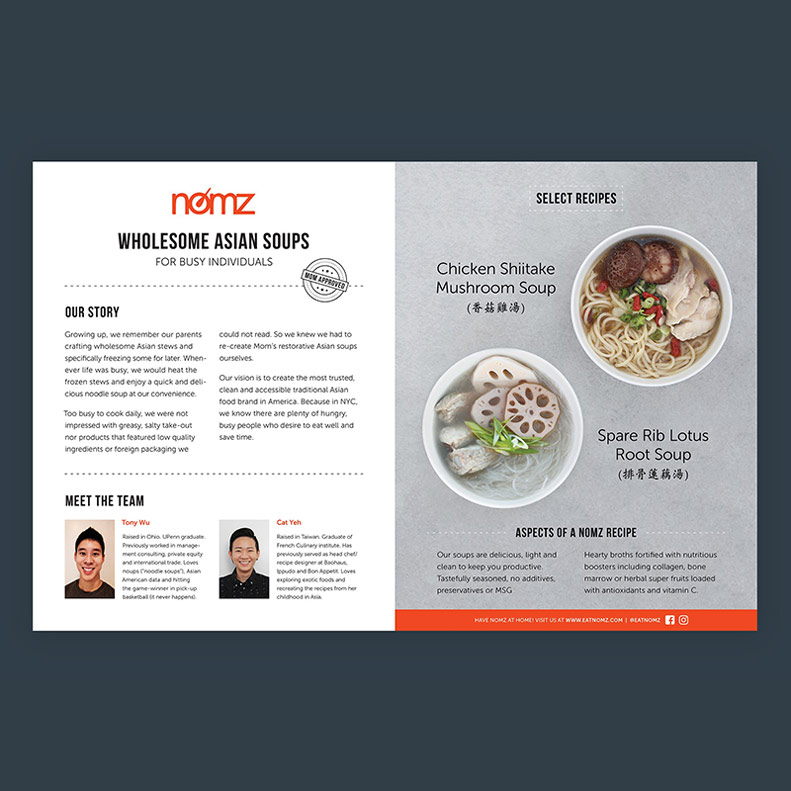 nomz
WHOLESOME ASIAN SOUPS
FOR BUSY INDIVIDUALS
MOM APPROVED
OUR STORY
Growing up, we remember our parents
crafting wholesome Asian stews and
specifically freezing some for later. When-
ever life was busy, we would heat the
frozen stews and enjoy a quick and deli-
cious noodle soup at our convenience.
Too busy to cook daily, we were not
impressed with greasy, salty take-out
nor products that featured low quality
ingredients or foreign packaging we
could not read. So we knew we had to
re-create Mom's restorative Asian soups
ourselves.
Our vision is to create the most trusted,
clean and accessible traditional Asian
food brand in America. Because in NYC,
we know there are plenty of hungry,
busy people who desire to eat well and
save time.
MEET THE TEAM
Tony Wu
Raised in Ohio. UPenn graduate.
Previously worked in manage-
ment consulting, private equity
and international trade. Loves
noups ("noodle soups"), Asian
American data and hitting
the game-winner in pick-up
basketball (it never happens).
Cat Yeh
Raised in Taiwan. Graduate of
French Culinary institute. Has
previously served as head chef/
recipe designer at Baohaus,
Ippudo and Bon Appetit. Loves
exploring exotic foods and
recreating the recipes from her
childhood in Asia.
SELECT RECIPES
Chicken Shiitake
Mushroom Soup
(香菇雞湯)
Spare Rib Lotus
Root Soup
(排骨蓮藕湯)
ASPECTS OF A NOMZ RECIPE
Our soups are delicious, light and
clean to keep you productive.
Tastefully seasoned, no additives,
preservatives or MSG
Hearty broths fortified with nutritious
boosters including collagen, bone
marrow or herbal super fruits loaded
with antioxidants and vitamin C.
HAVE NOMZ AT HOME! VISIT US AT WWW.EATNOMZ.COM | @EATNOMZ